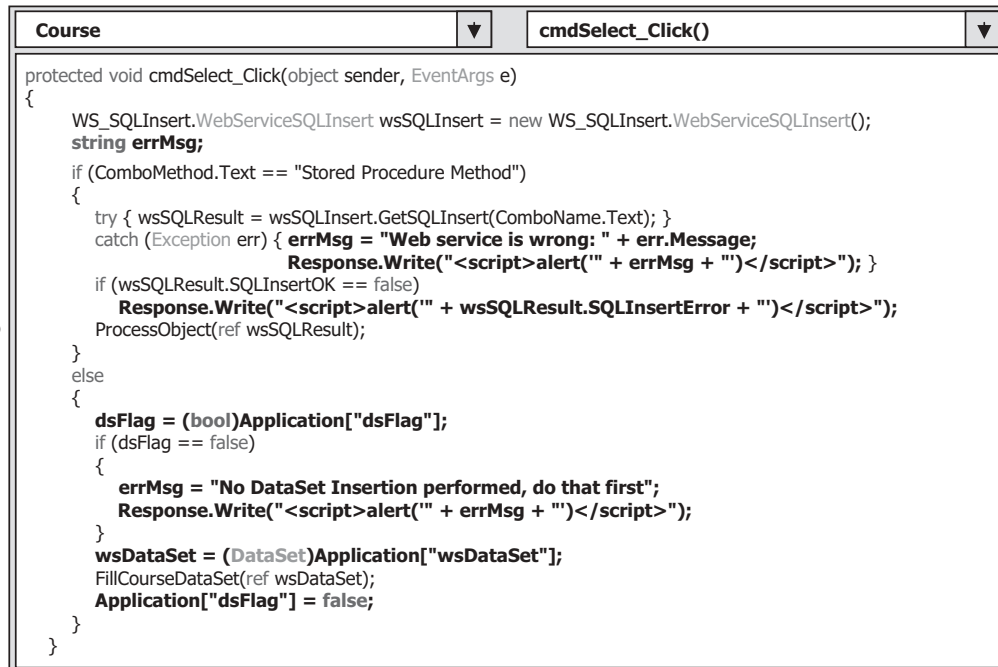 Course cmdSelect_Click()
protected void cmdSelect_Click(object sender, EventArgs e)
{
WS_SQLInsert.WebServiceSQLInsert wsSQLInsert = new WS_SQLInsert.WebServiceSQLInsert();
string errMsg;
if (ComboMethod.Text == "Stored Procedure Method")
{
try { wsSQLResult = wsSQLInsert.GetSQLInsert(ComboName.Text); }
catch (Exception err) { errMsg = "Web service is wrong: " + err.Message;
Response.Write("<script>alert('" + errMsg + "')</script>"); }
if (wsSQLResult.SQLInsertOK == false)
Response.Write("<script>alert('" + wsSQLResult.SQLInsertError + "')</script>");
ProcessObject(ref wsSQLResult);
}
else
{
dsFlag = (bool)Application["dsFlag"];
if (dsFlag == false)
{
errMsg = "No DataSet Insertion performed, do that first";
Response.Write("<script>alert('" + errMsg + "')</script>");
}
wsDataSet = (DataSet)Application["wsDataSet"];
FillCourseDataSet(ref wsDataSet);
Application["dsFlag"] = false;
}
}